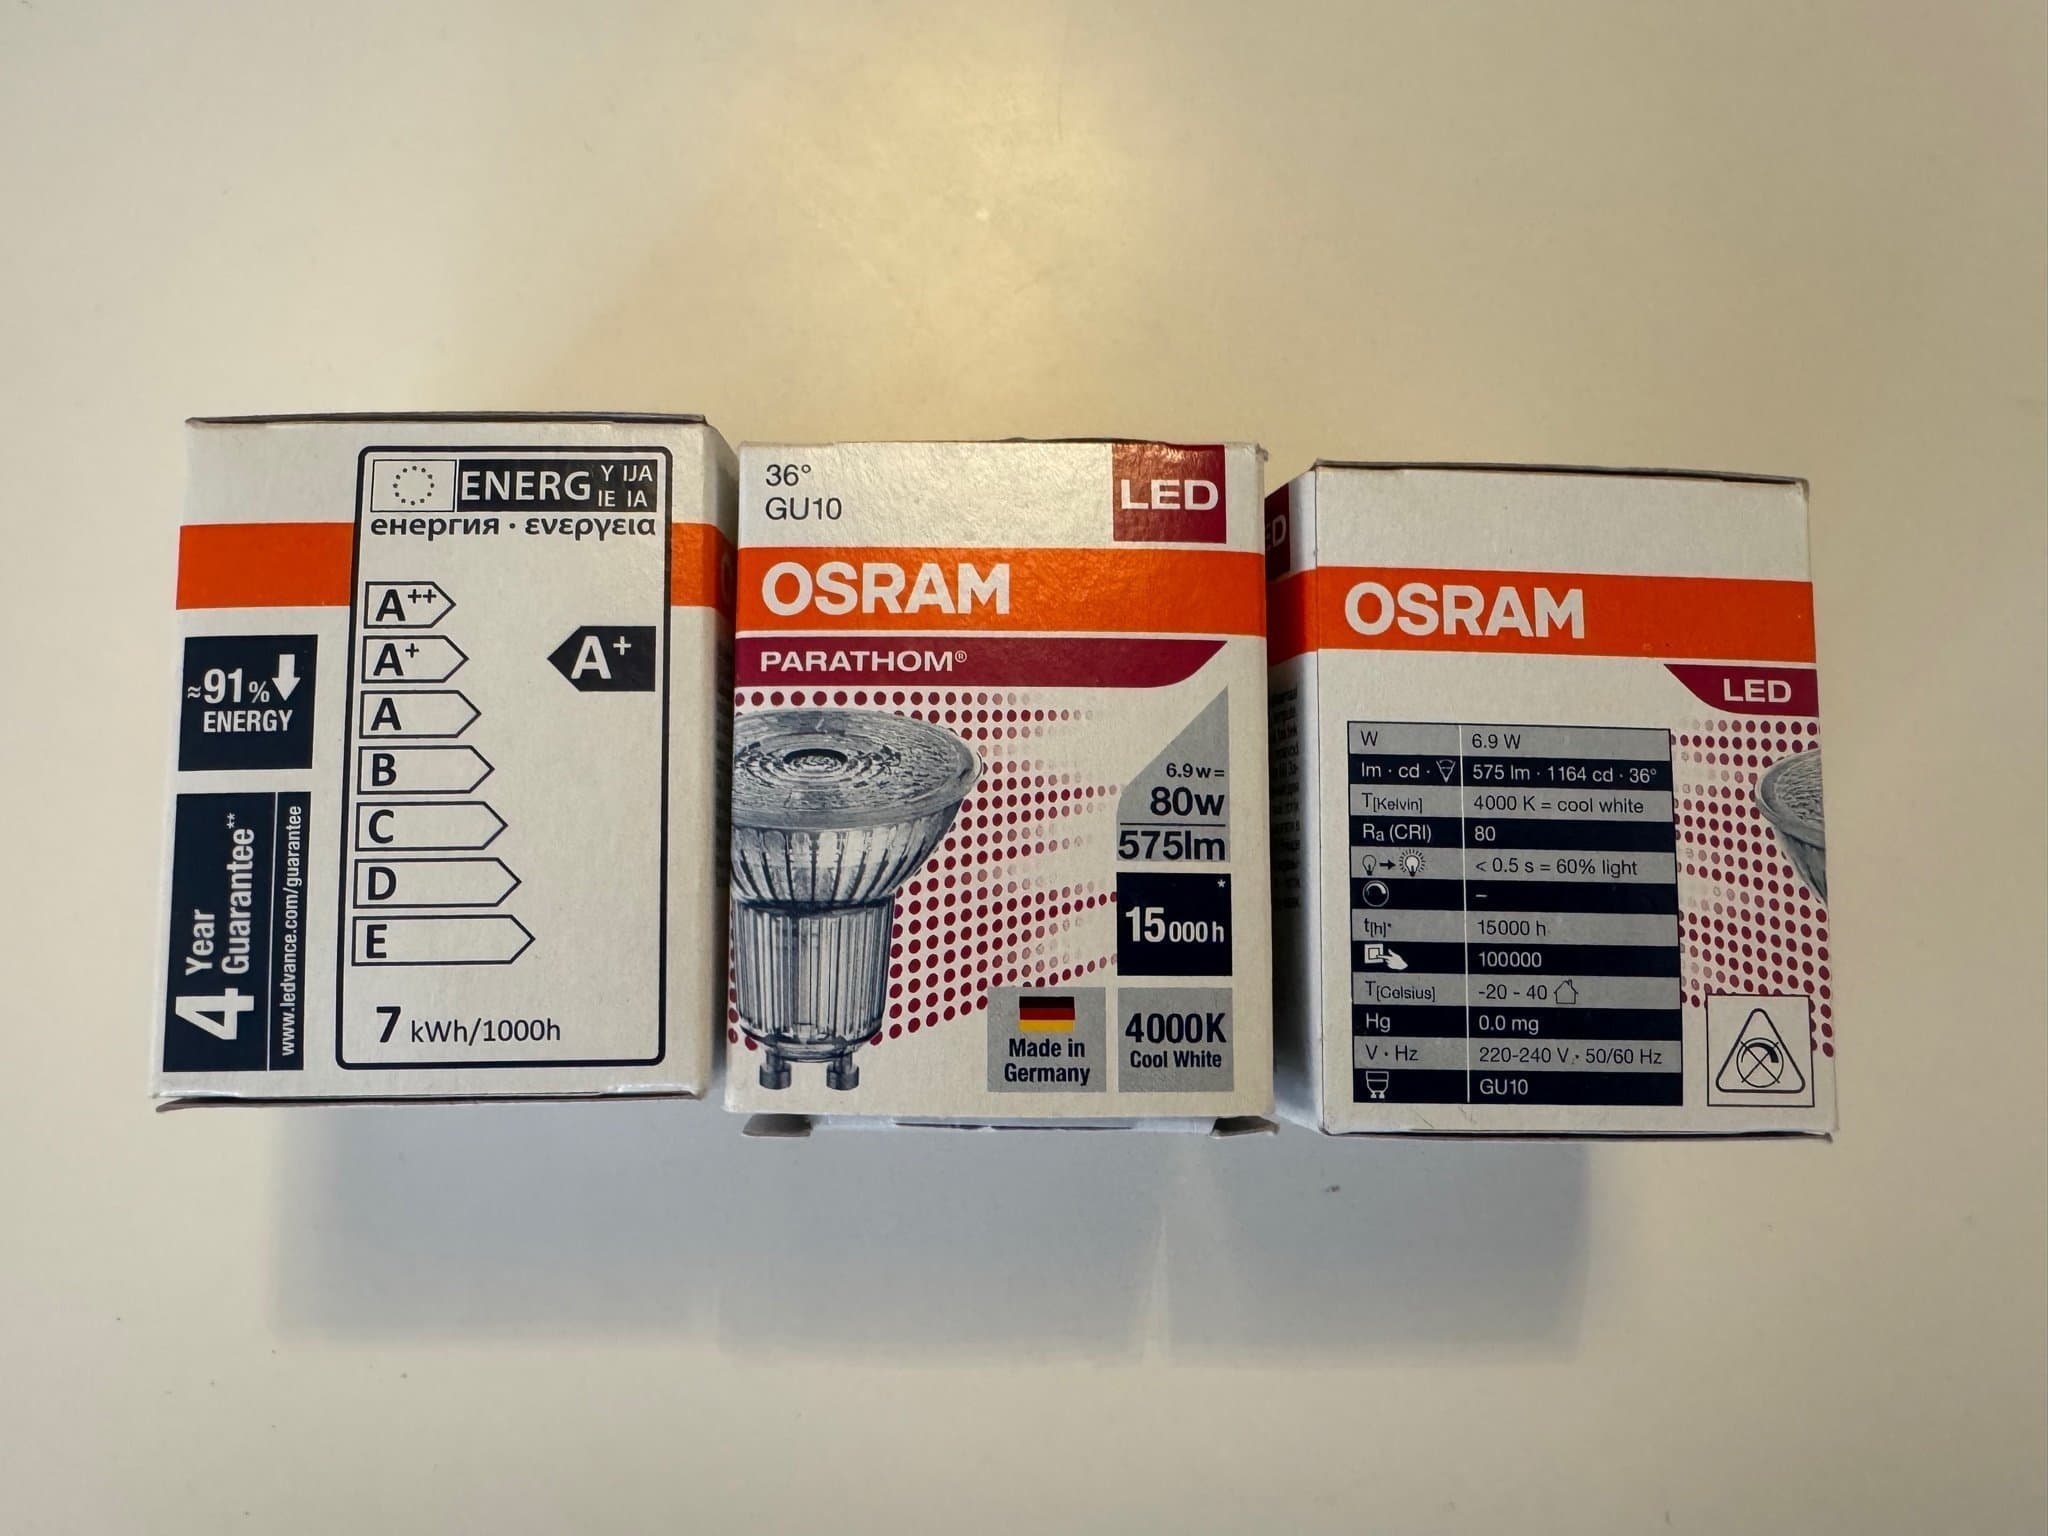 ENERG Y IJA
IE IA
енергия · ενεργεια
A++
A+
A+
A
B
C
D
E
7 kWh/1000h
≈91%
ENERGY
4 Year
Guarantee**
www.ledvance.com/guarantee
36°
GU10
LED
OSRAM
PARATHOM®
6.9w=
80w
575lm
*
15000h
Made in
Germany
4000K
Cool White
OSRAM
LED
W 6.9 W
lm · cd · 575 lm · 1164 cd · 36°
T[Kelvin] 4000 K = cool white
Ra (CRI) 80
< 0.5 s = 60% light
–
t[h]* 15000 h
100000
T[Celsius] -20 - 40
Hg 0.0 mg
V · Hz 220-240 V · 50/60 Hz
GU10